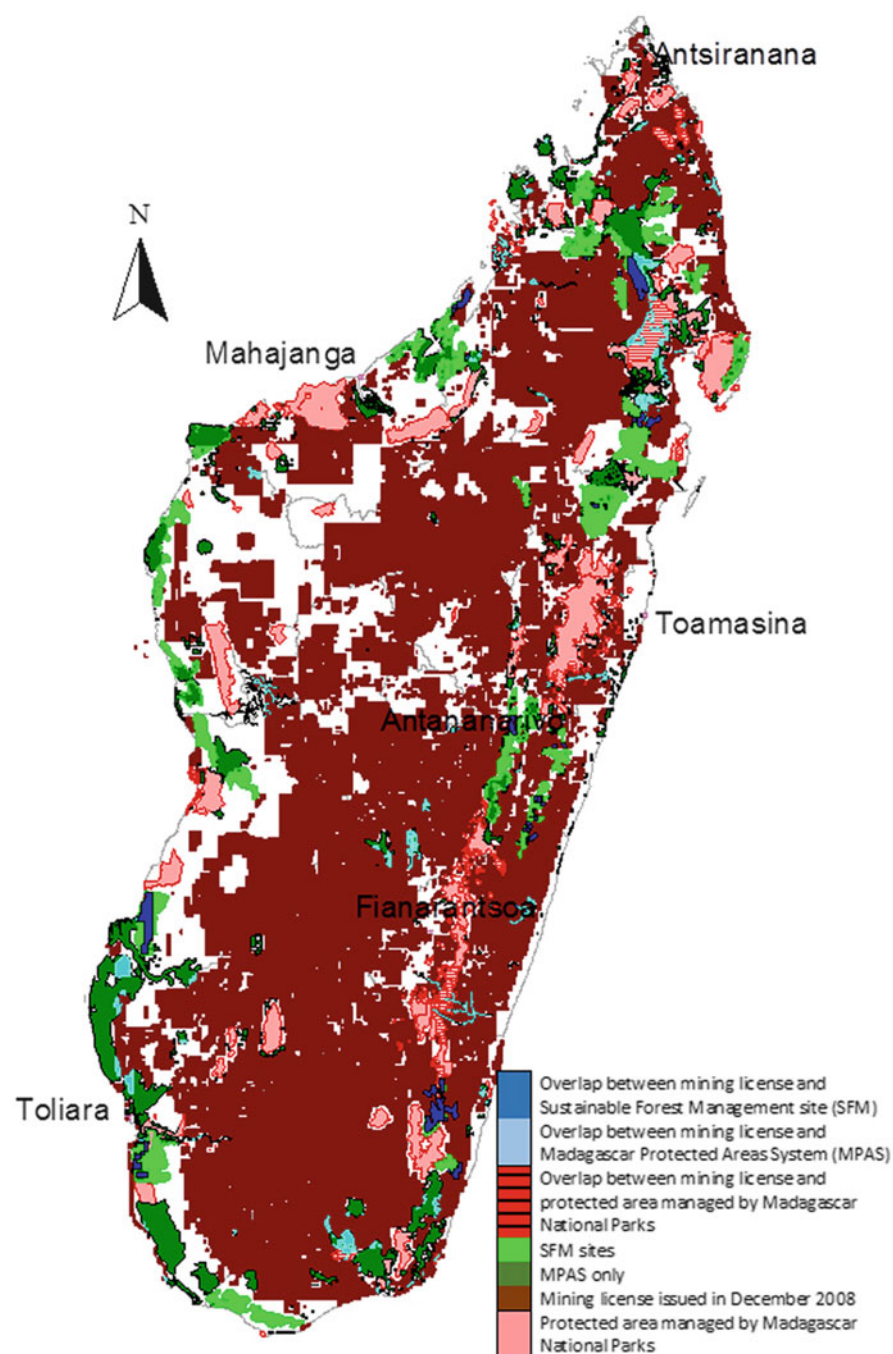 Antsiranana
N
Mahajanga
Toamasina
Antananarivo
Fianarantsoa
Toliara
Overlap between mining license and
Sustainable Forest Management site (SFM)
Overlap between mining license and
Madagascar Protected Areas System (MPAS)
Overlap between mining license and
protected area managed by Madagascar
National Parks
SFM sites
MPAS only
Mining license issued in December 2008
Protected area managed by Madagascar
National Parks